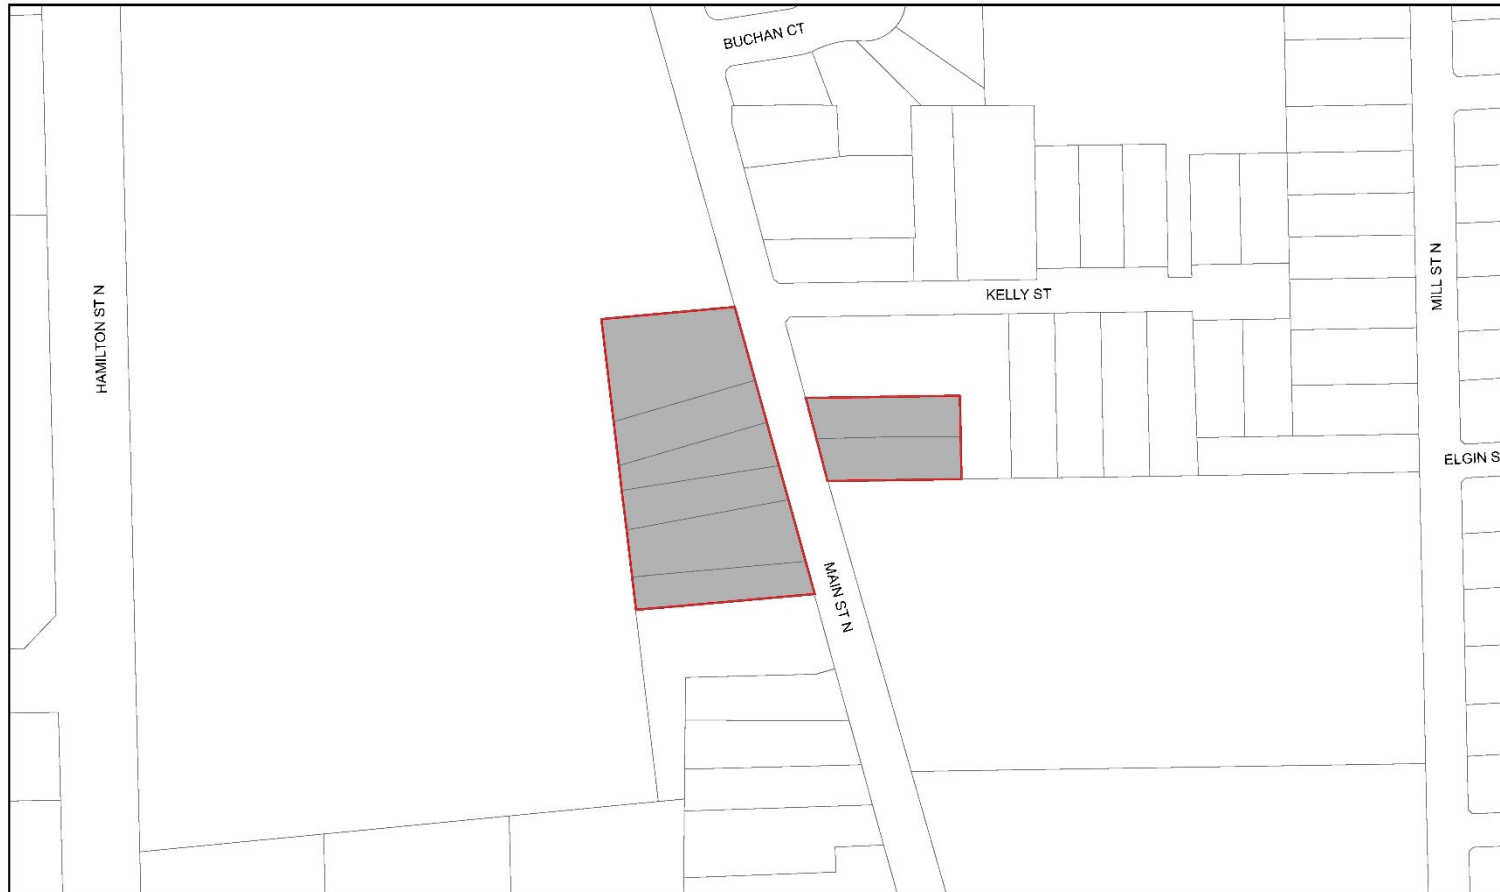 BUCHAN CT
HAMILTON ST N
KELLY ST
MILL ST N
ELGIN S
MAIN ST N